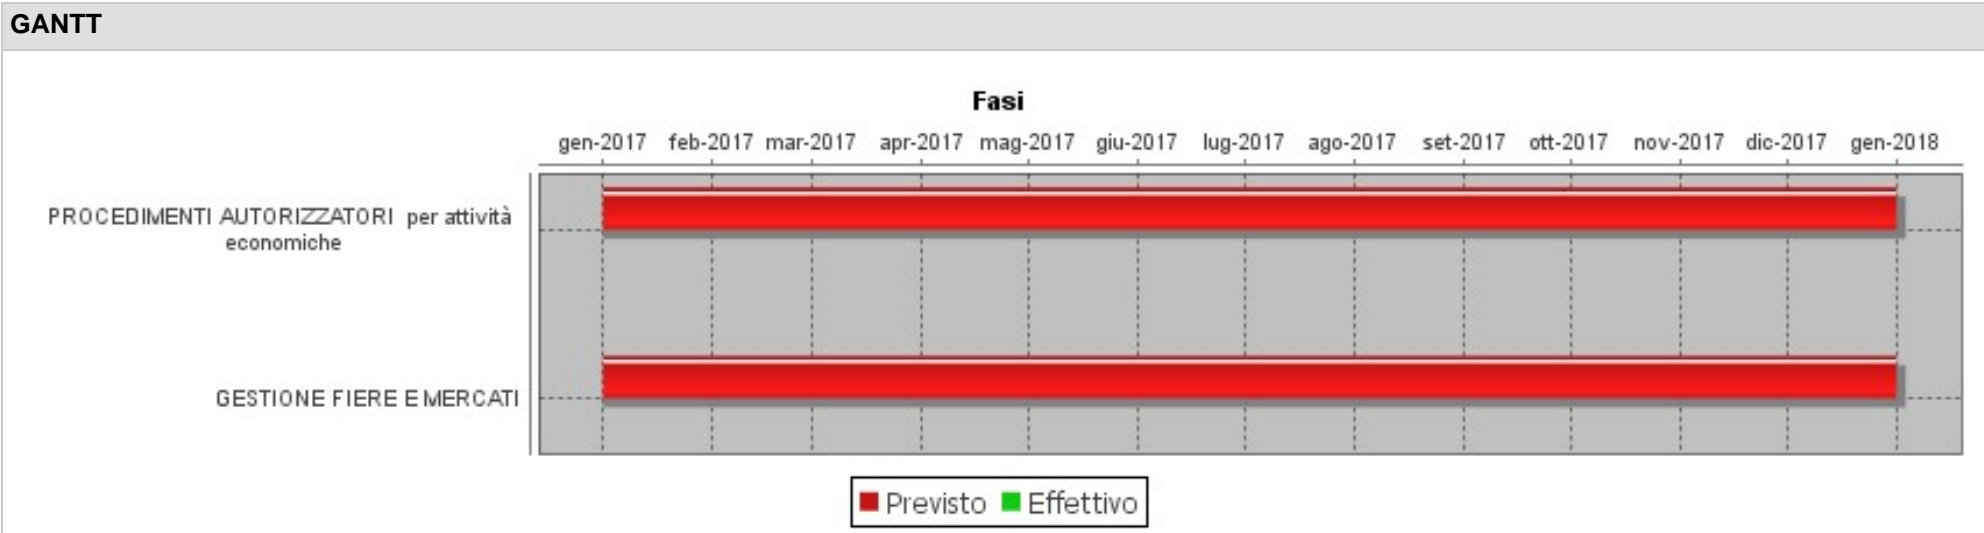 GANTT
Fasi
gen-2017 feb-2017 mar-2017 apr-2017 mag-2017 giu-2017 lug-2017 ago-2017 set-2017 ott-2017 nov-2017 dic-2017 gen-2018
PROCEDIMENTI AUTORIZZATORI per attività
economiche
GESTIONE FIERE E MERCATI
Previsto Effettivo